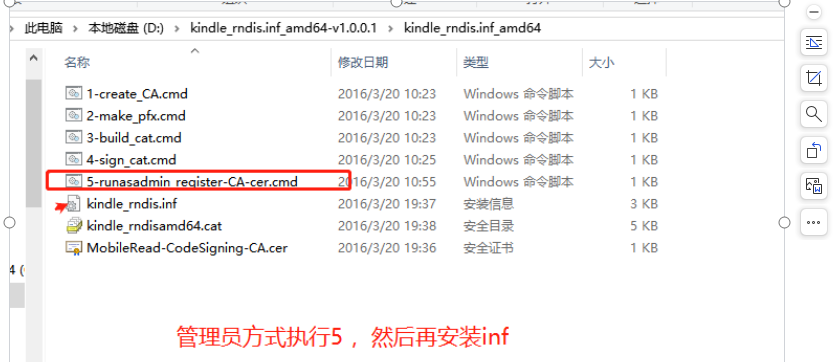 此电脑 > 本地磁盘 (D:) > kindle_rndis.inf_amd64-v1.0.0.1 > kindle_rndis.inf_amd64
名称 修改日期 类型 大小
1-create_CA.cmd 2016/3/20 10:23 Windows 命令脚本 1 KB
2-make_pfx.cmd 2016/3/20 10:23 Windows 命令脚本 1 KB
3-build_cat.cmd 2016/3/20 10:23 Windows 命令脚本 1 KB
4-sign_cat.cmd 2016/3/20 10:25 Windows 命令脚本 1 KB
5-runasadmin_register-CA-cer.cmd 2016/3/20 10:55 Windows 命令脚本 1 KB
kindle_rndis.inf 2016/3/20 19:37 安装信息 3 KB
kindle_rndisamd64.cat 2016/3/20 19:38 安全目录 5 KB
MobileRead-CodeSigning-CA.cer 2016/3/20 19:36 安全证书 1 KB
管理员方式执行5 ，然后再安装inf